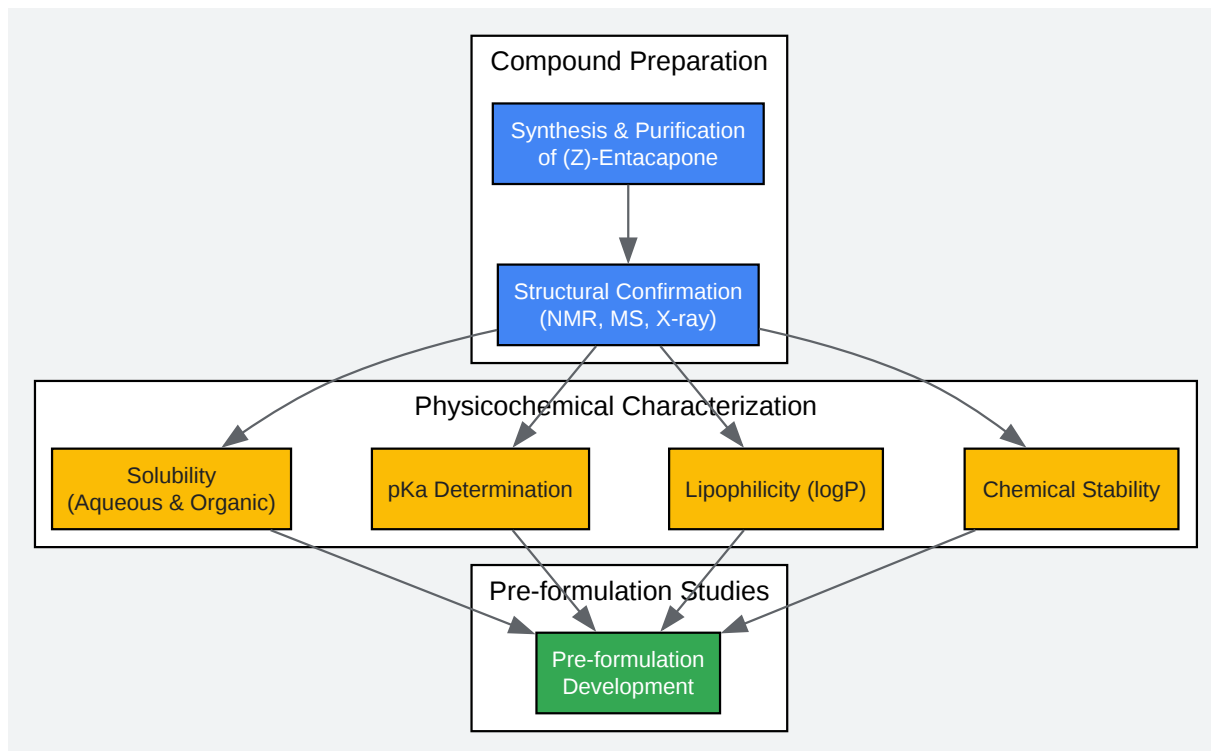 Compound Preparation
Synthesis & Purification
of (Z)-Entacapone
Structural Confirmation
(NMR, MS, X-ray)
Physicochemical Characterization
Solubility
(Aqueous & Organic)
pKa Determination
Lipophilicity (logP)
Chemical Stability
Pre-formulation Studies
Pre-formulation
Development